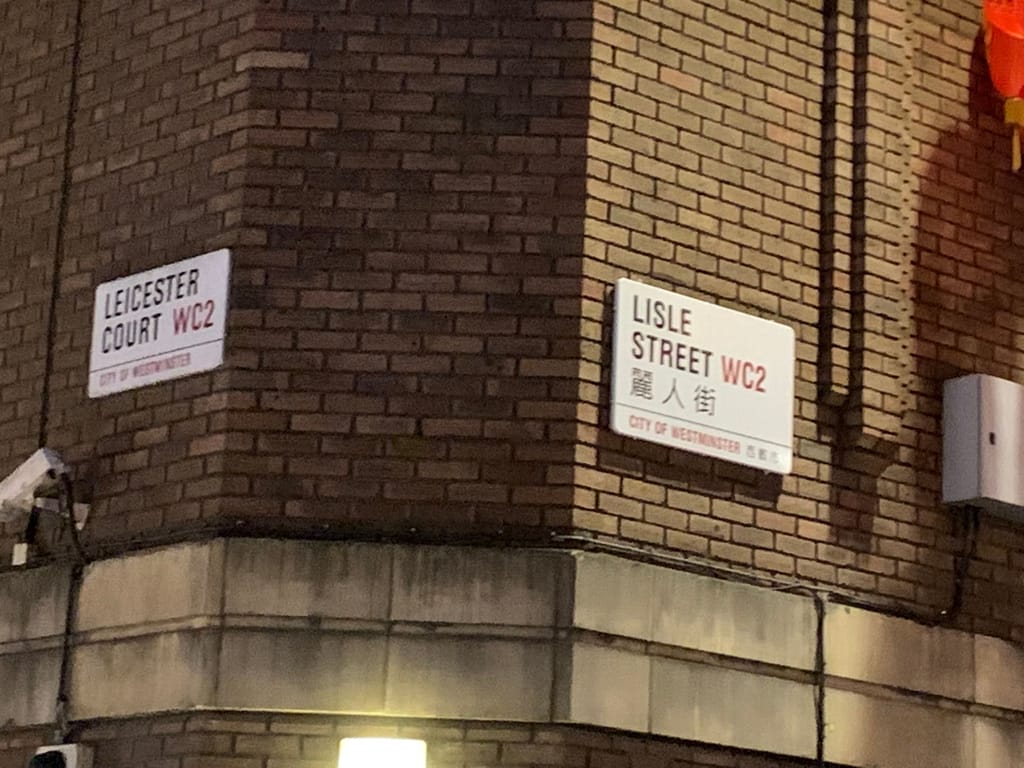 LEICESTER
COURT WC2
CITY OF WESTMINSTER
LISLE
STREET WC2
麗人街
CITY OF WESTMINSTER